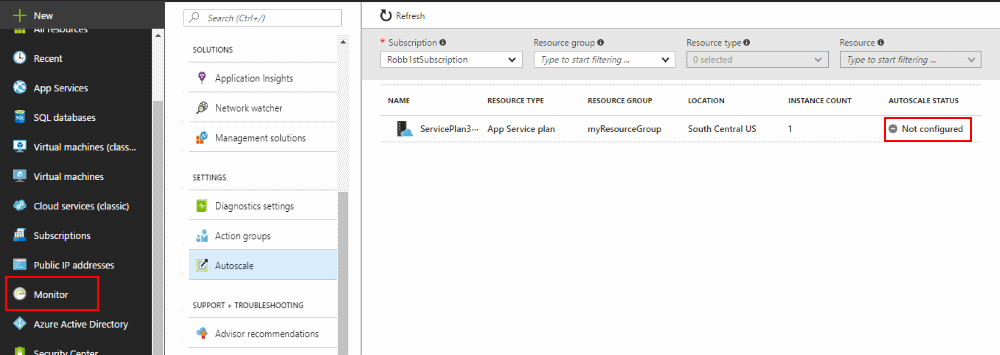 New
All resources
Recent
App Services
SQL databases
Virtual machines (clas...
Virtual machines
Cloud services (classic)
Subscriptions
Public IP addresses
Monitor
Azure Active Directory
Security Center
Search (Ctrl+/)
SOLUTIONS
Application Insights
Network watcher
Management solutions
SETTINGS
Diagnostics settings
Action groups
Autoscale
SUPPORT + TROUBLESHOOTING
Advisor recommendations
Refresh
* Subscription Resource group Resource type Resource
Robb1stSubscription Type to start filtering ... 0 selected Type to start filtering ...
NAME RESOURCE TYPE RESOURCE GROUP LOCATION INSTANCE COUNT AUTOSCALE STATUS
ServicePlan3... App Service plan myResourceGroup South Central US 1 Not configured